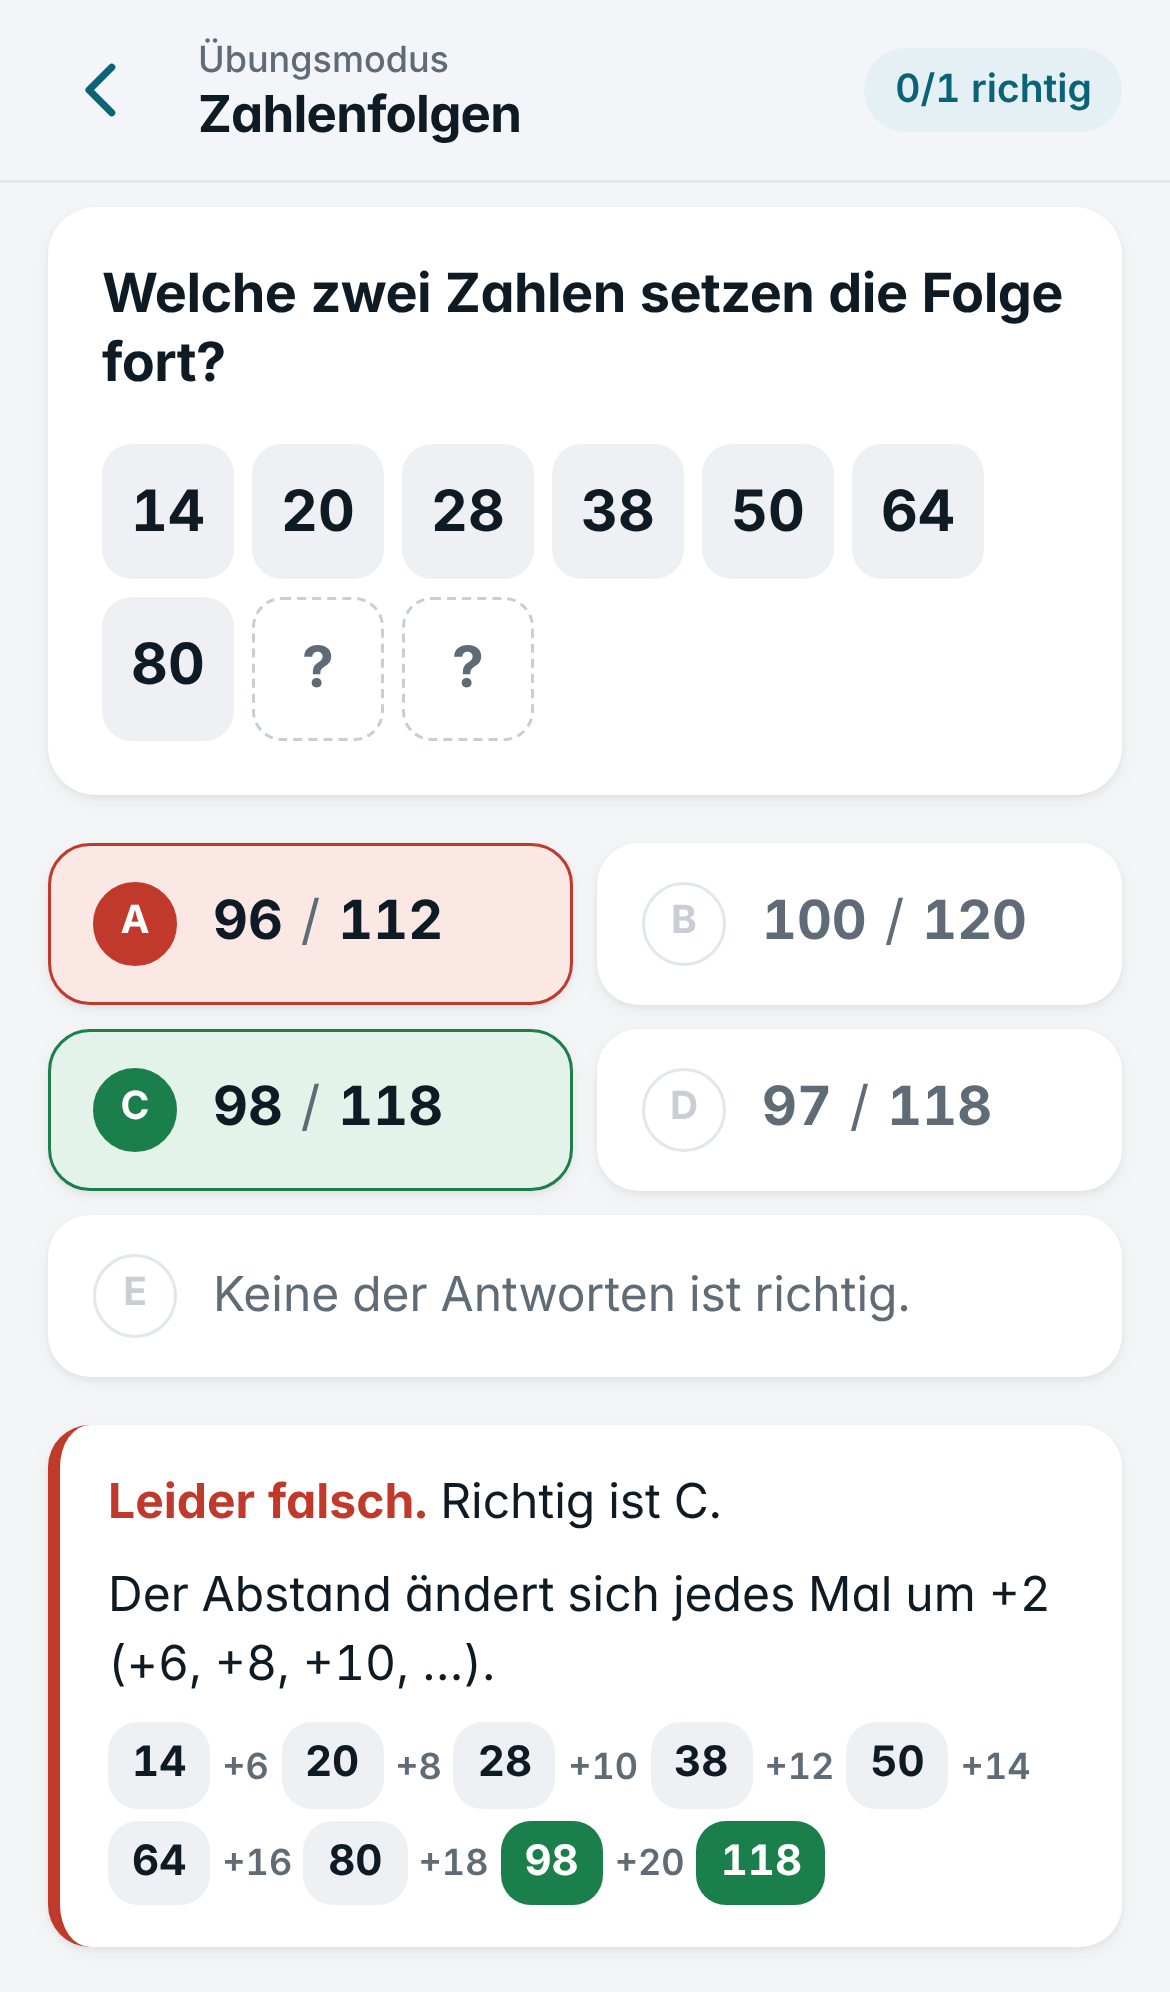 Übungsmodus
Zahlenfolgen
0/1 richtig
Welche zwei Zahlen setzen die Folge
fort?
14 20 28 38 50 64
80 ? ?
A 96 / 112
B 100 / 120
C 98 / 118
D 97 / 118
E Keine der Antworten ist richtig.
Leider falsch. Richtig ist C.
Der Abstand ändert sich jedes Mal um +2
(+6, +8, +10, …).
14 +6 20 +8 28 +10 38 +12 50 +14
64 +16 80 +18 98 +20 118